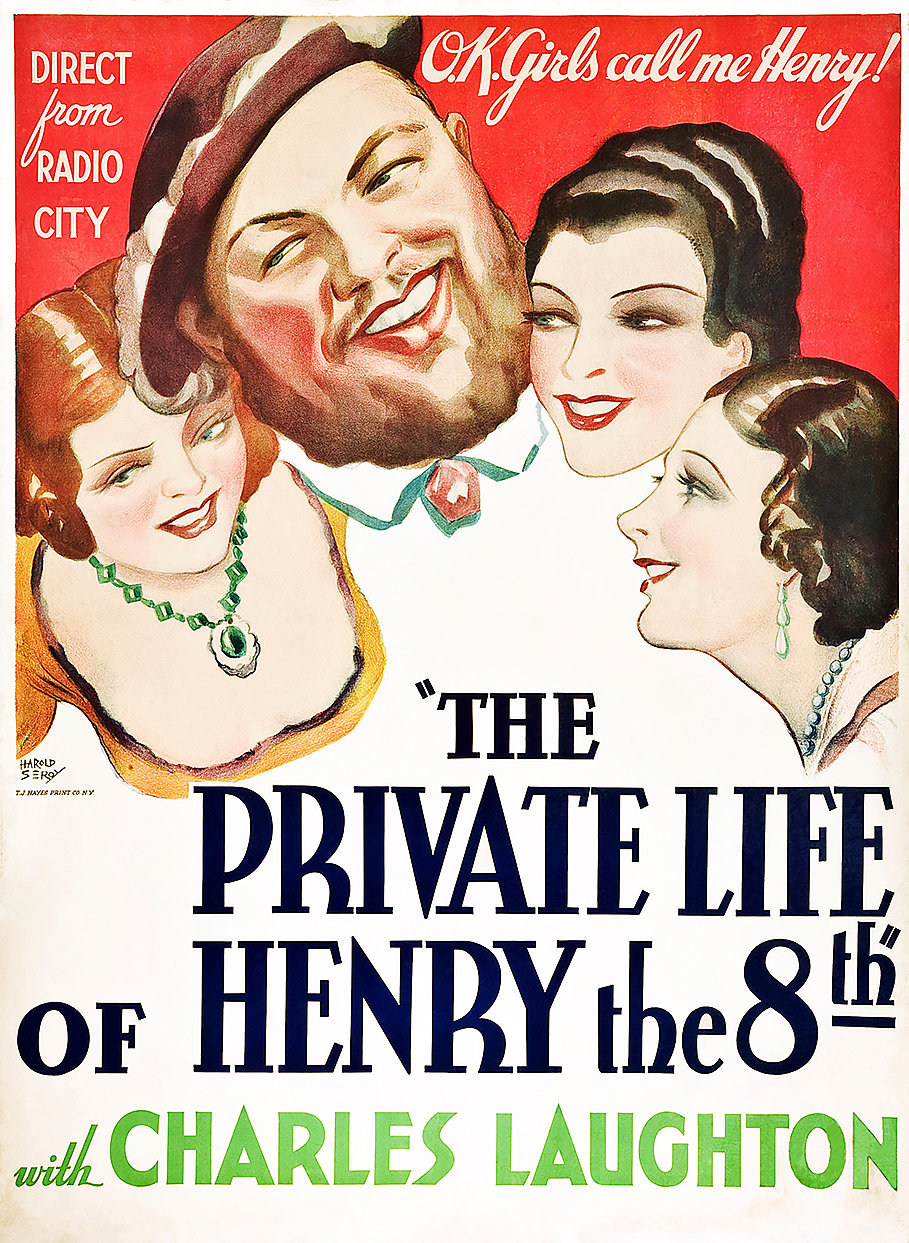 DIRECT
from
RADIO
CITY
O.K. Girls call me Henry!
HAROLD
SEROY
T.J. HAYES PRINT CO N.Y.
"THE
PRIVATE LIFE
OF HENRY the 8th"
with CHARLES LAUGHTON